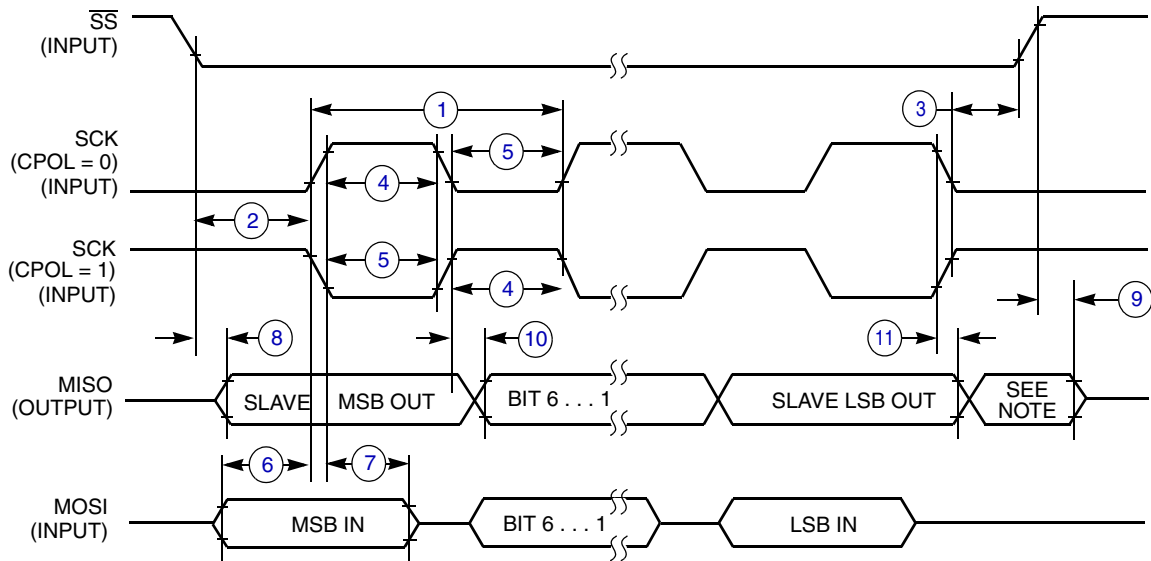 SS
(INPUT)
1
3
SCK
(CPOL = 0)
(INPUT)
5
4
2
SCK
(CPOL = 1)
(INPUT)
5
4
9
8
10
11
MISO
(OUTPUT)
SLAVE MSB OUT
BIT 6 . . . 1
SLAVE LSB OUT
SEE
NOTE
6
7
MOSI
(INPUT)
MSB IN
BIT 6 . . . 1
LSB IN